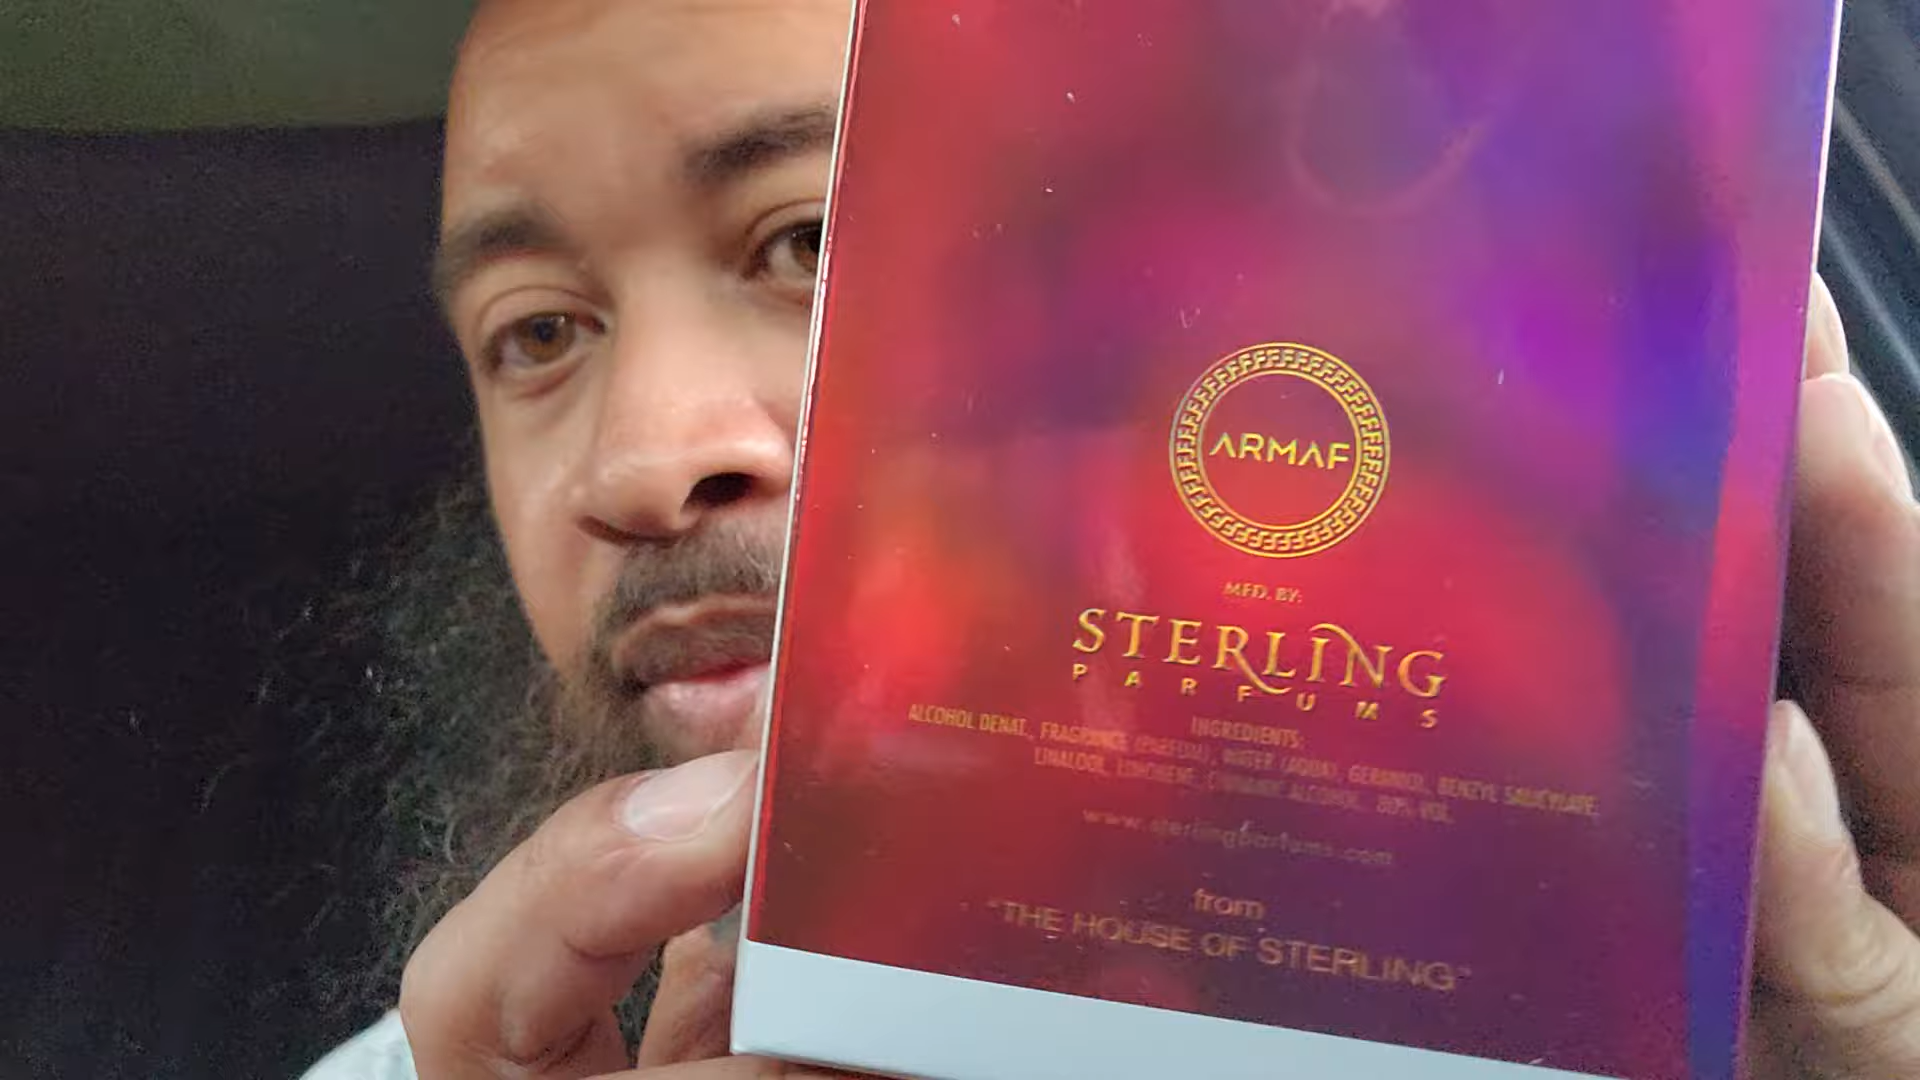 ARMAF
MFD. BY:
STERLING
PARFUMS
INGREDIENTS:
ALCOHOL DENAT., FRAGRANCE (PARFUM), WATER (AQUA), GERANIOL, BENZYL SALICYLATE,
LINALOOL, LIMONENE, CINNAMIC ALCOHOL, 80% VOL.
www.sterlingparfums.com
from
"THE HOUSE OF STERLING"